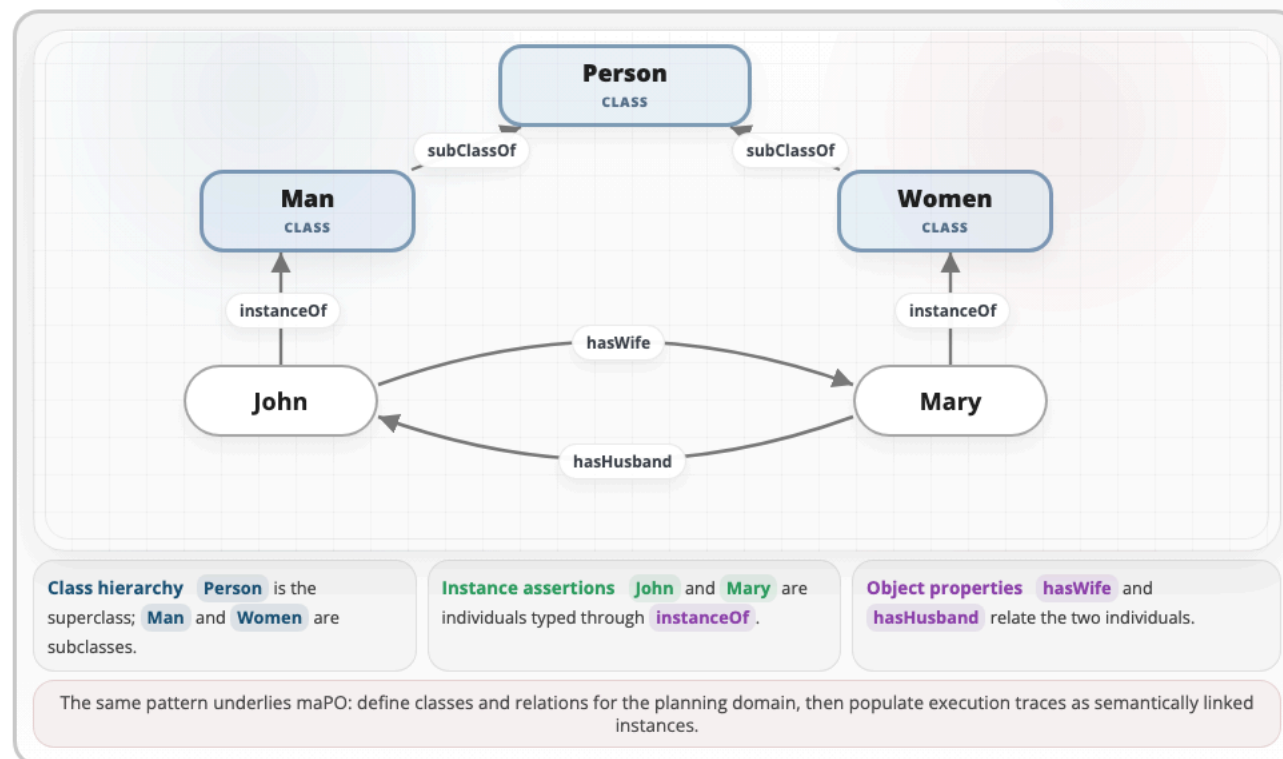 Person
CLASS
subClassOf
subClassOf
Man
CLASS
Women
CLASS
instanceOf
instanceOf
hasWife
John
Mary
hasHusband
Class hierarchy Person is the
superclass; Man and Women are
subclasses.
Instance assertions John and Mary are
individuals typed through instanceOf.
Object properties hasWife and
hasHusband relate the two individuals.
The same pattern underlies maPO: define classes and relations for the planning domain, then populate execution traces as semantically linked
instances.